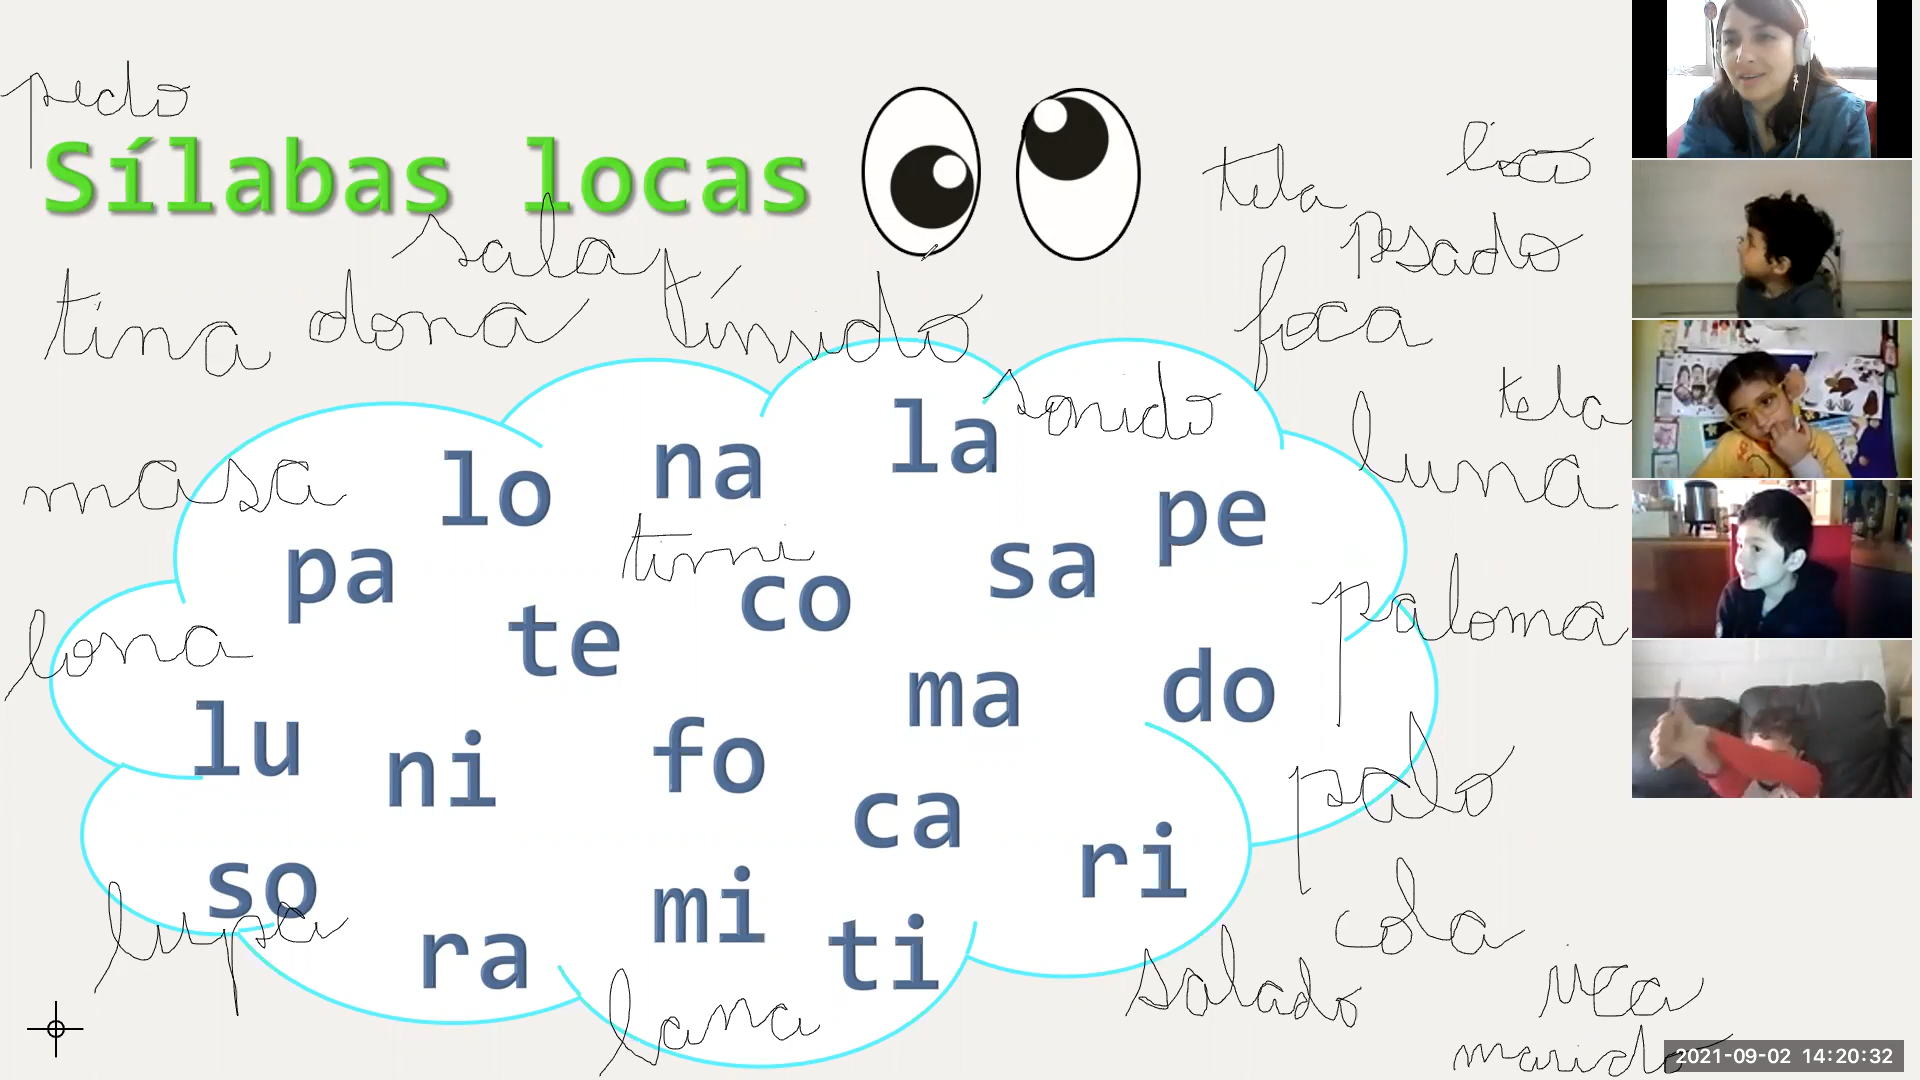 pedo
Sílabas locas
tela
loco
sala
pesado
tina dona tímido
foca
la sonido
tela
lo na
luna
masa
pe
pa timi
sa
te co
paloma
lona
ma do
lu ni fo
palo
ca
ri
so
lupa
mi
cola
ra ti
salado
rica
lana
marido
2021-09-02 14:20:32